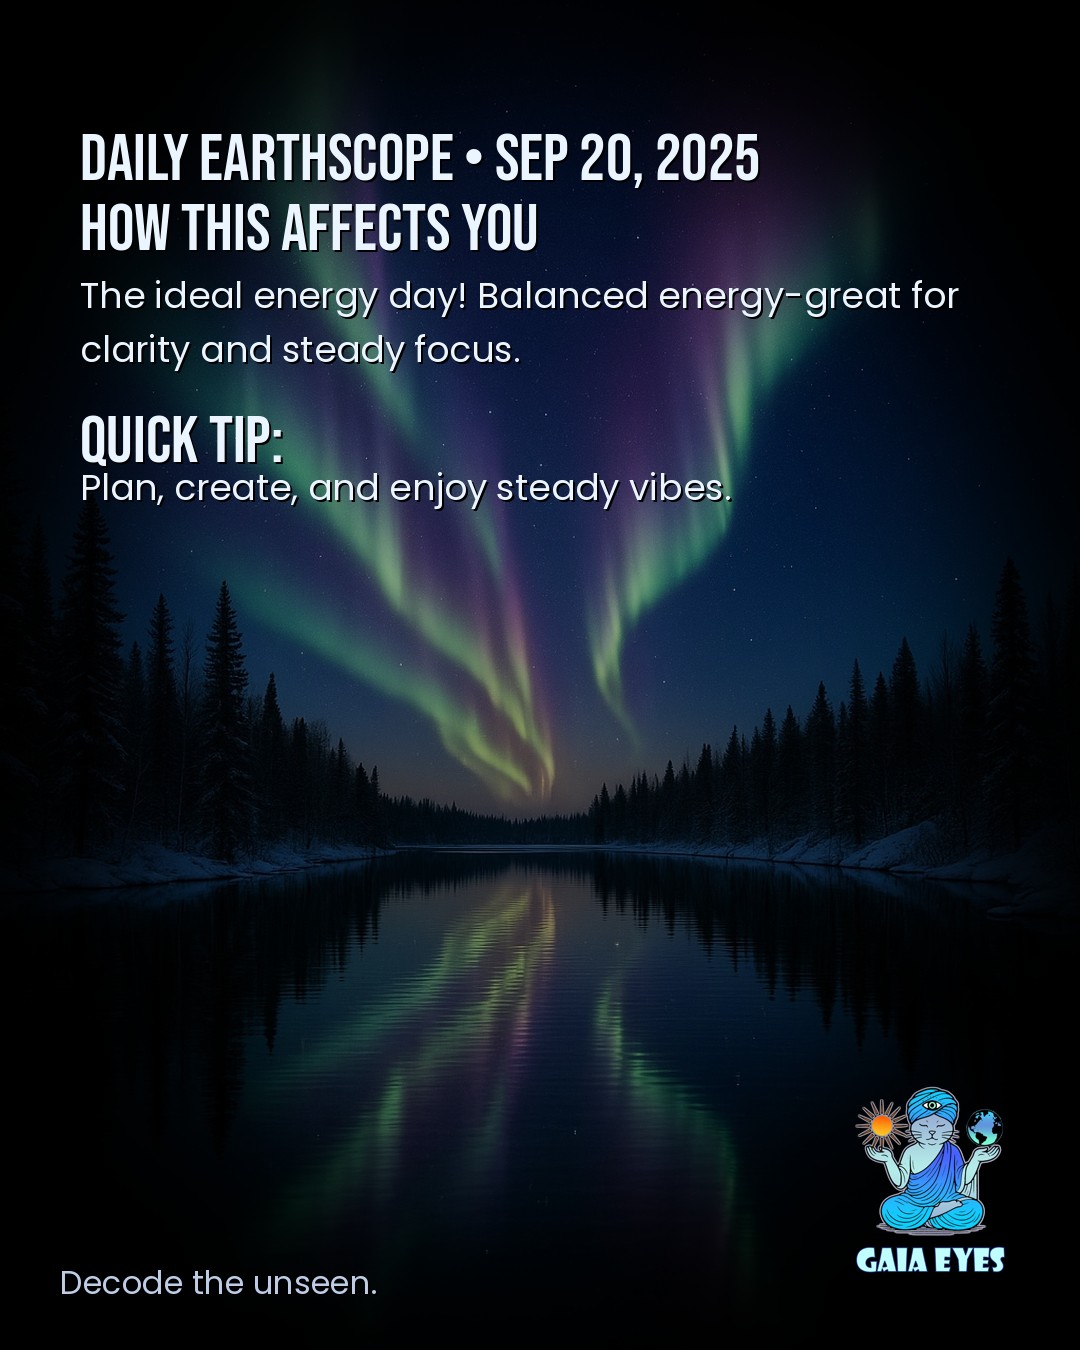 DAILY EARTHSCOPE • SEP 20, 2025
HOW THIS AFFECTS YOU
The ideal energy day! Balanced energy-great for
clarity and steady focus.
QUICK TIP:
Plan, create, and enjoy steady vibes.
GAIA EYES
Decode the unseen.